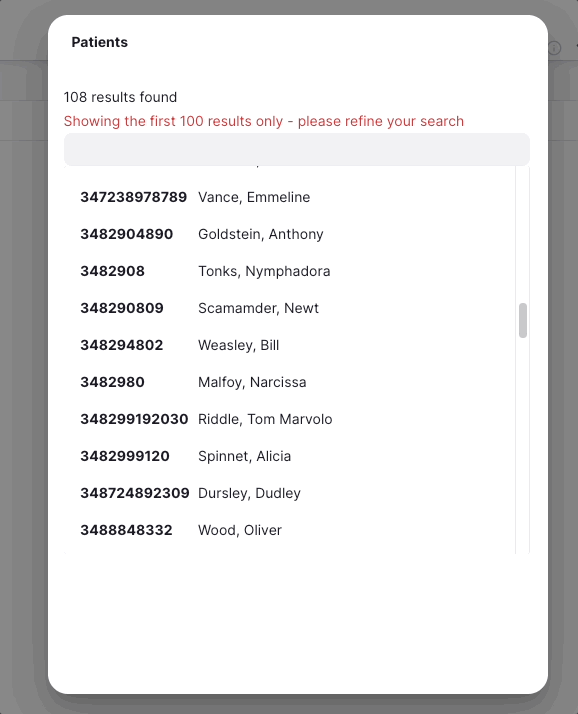 Patients
108 results found
Showing the first 100 results only - please refine your search
347238978789 Vance, Emmeline
3482904890 Goldstein, Anthony
3482908 Tonks, Nymphadora
348290809 Scamamder, Newt
348294802 Weasley, Bill
3482980 Malfoy, Narcissa
348299192030 Riddle, Tom Marvolo
3482999120 Spinnet, Alicia
348724892309 Dursley, Dudley
3488848332 Wood, Oliver